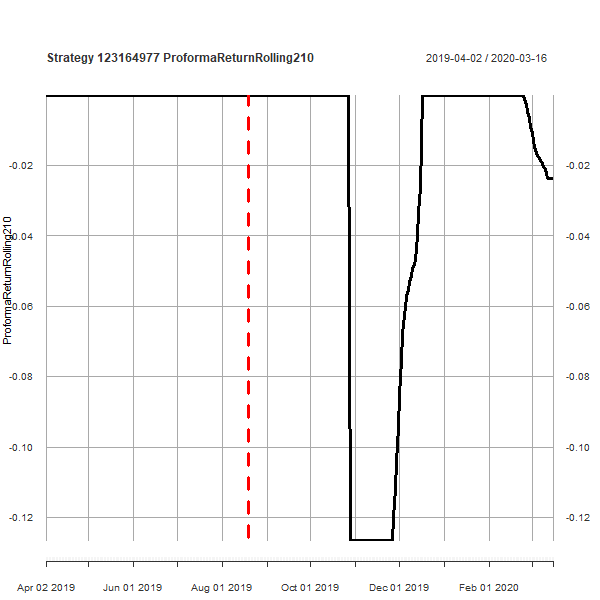 Strategy 123164977 ProformaReturnRolling210
2019-04-02 / 2020-03-16
ProformaReturnRolling210
-0.02 -0.02
-0.04 -0.04
-0.06 -0.06
-0.08 -0.08
-0.10 -0.10
-0.12 -0.12
Apr 02 2019 Jun 01 2019 Aug 01 2019 Oct 01 2019 Dec 01 2019 Feb 01 2020